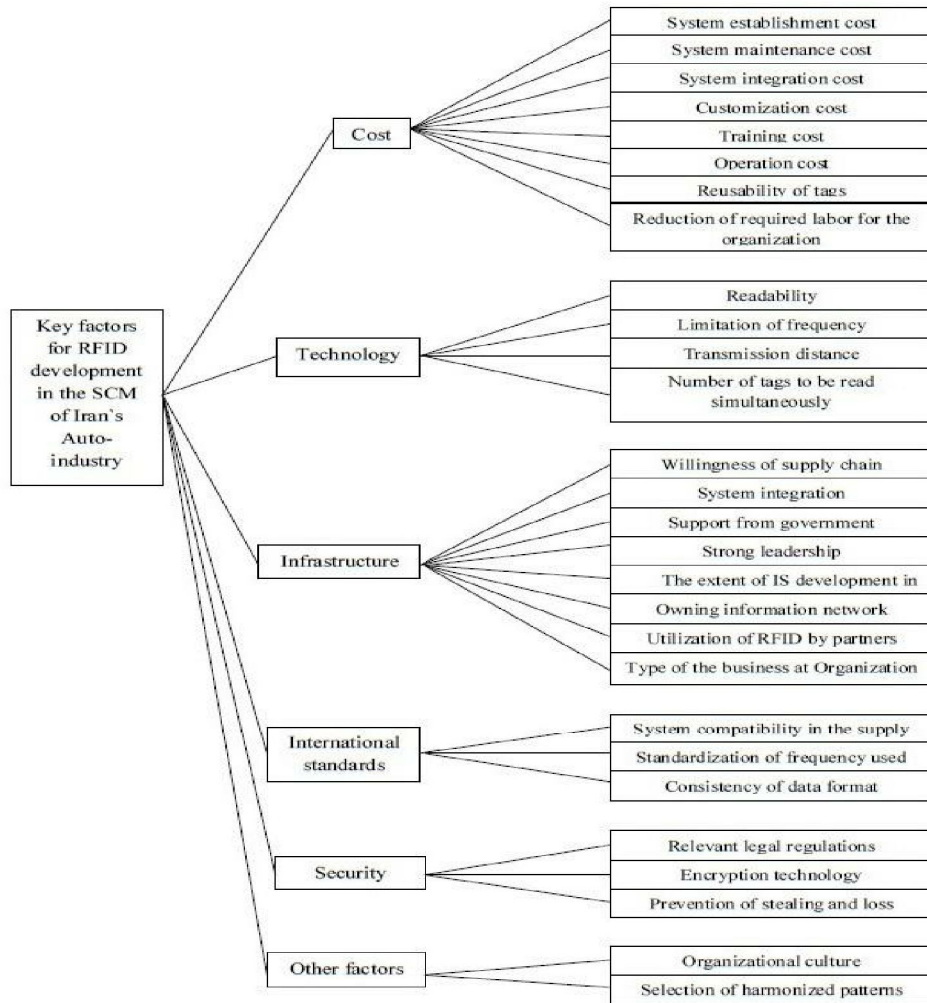 Key factors
for RFID
development
in the SCM
of Iran`s
Auto-
industry
Cost
System establishment cost
System maintenance cost
System integration cost
Customization cost
Training cost
Operation cost
Reusability of tags
Reduction of required labor for the
organization
Technology
Readability
Limitation of frequency
Transmission distance
Number of tags to be read
simultaneously
Infrastructure
Willingness of supply chain
System integration
Support from government
Strong leadership
The extent of IS development in
Owning information network
Utilization of RFID by partners
Type of the business at Organization
International
standards
System compatibility in the supply
Standardization of frequency used
Consistency of data format
Security
Relevant legal regulations
Encryption technology
Prevention of stealing and loss
Other factors
Organizational culture
Selection of harmonized patterns